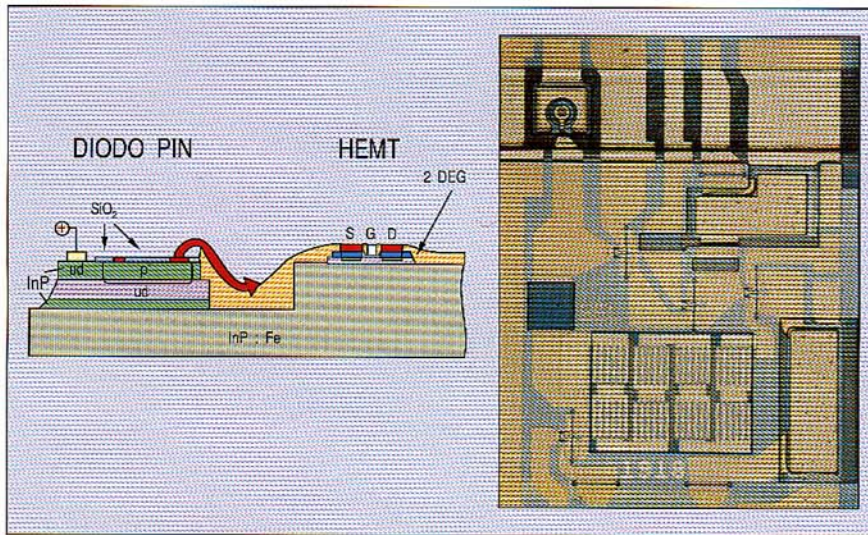 DIODO PIN
HEMT
2 DEG
SiO₂
S G D
+
ud
p
InP
ud
InP : Fe